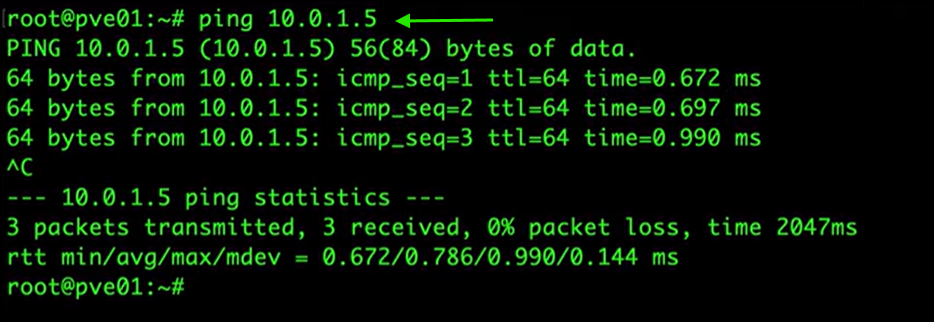 root@pve01:~# ping 10.0.1.5
PING 10.0.1.5 (10.0.1.5) 56(84) bytes of data.
64 bytes from 10.0.1.5: icmp_seq=1 ttl=64 time=0.672 ms
64 bytes from 10.0.1.5: icmp_seq=2 ttl=64 time=0.697 ms
64 bytes from 10.0.1.5: icmp_seq=3 ttl=64 time=0.990 ms
^C
--- 10.0.1.5 ping statistics ---
3 packets transmitted, 3 received, 0% packet loss, time 2047ms
rtt min/avg/max/mdev = 0.672/0.786/0.990/0.144 ms
root@pve01:~#